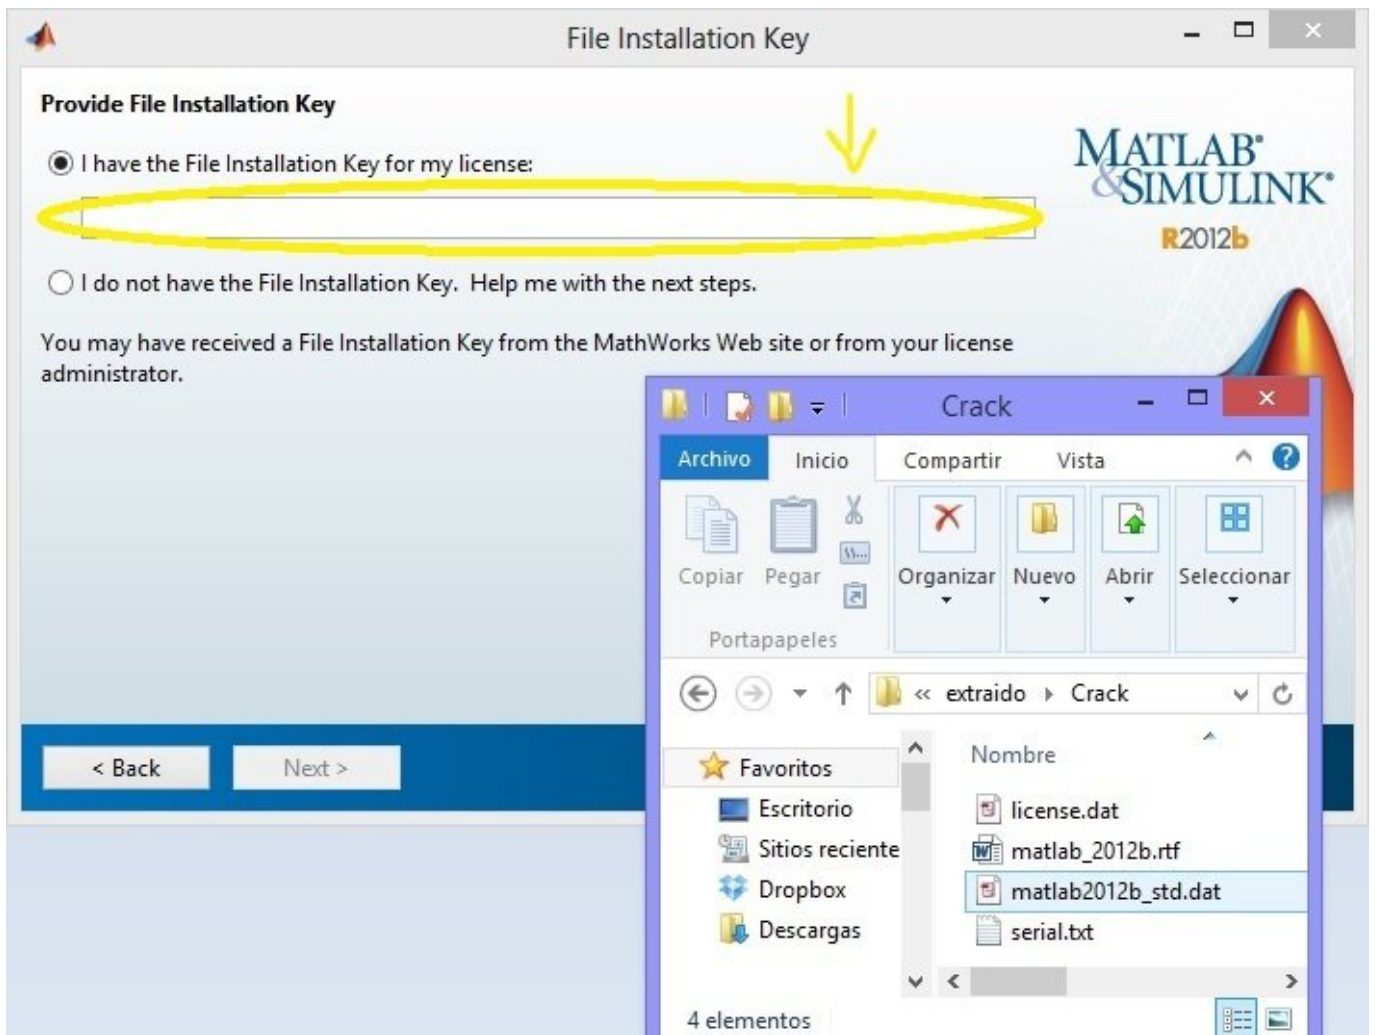 File Installation Key
Provide File Installation Key
I have the File Installation Key for my license:
MATLAB®
&SIMULINK®
R2012b
I do not have the File Installation Key.  Help me with the next steps.
You may have received a File Installation Key from the MathWorks Web site or from your license
administrator.
< Back
Next >
Crack
Archivo
Inicio
Compartir
Vista
Copiar
Pegar
Organizar
Nuevo
Abrir
Seleccionar
Portapapeles
« extraido
Crack
Favoritos
Escritorio
Sitios reciente
Dropbox
Descargas
Nombre
license.dat
matlab_2012b.rtf
matlab2012b_std.dat
serial.txt
4 elementos